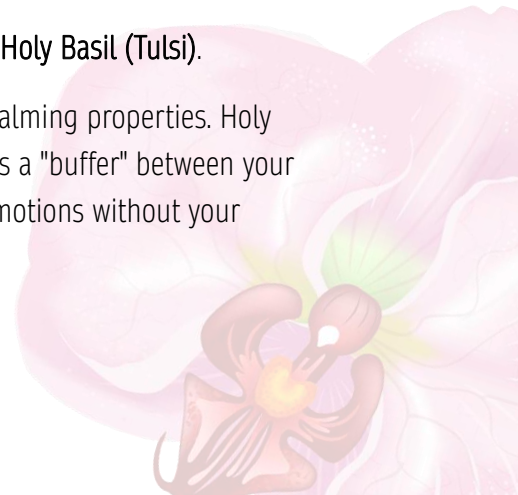 Holy Basil (Tulsi).
alming properties. Holy
s a "buffer" between your
motions without your